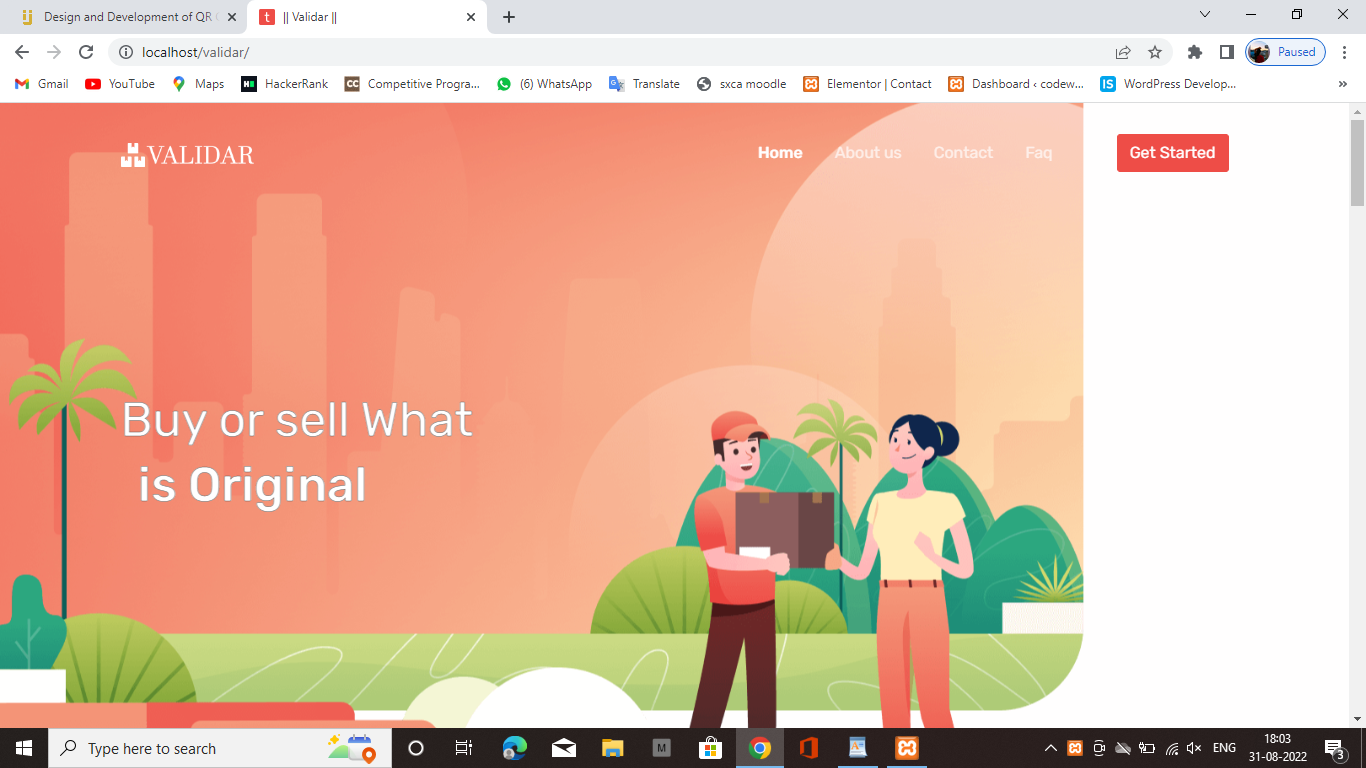 Design and Development of QR
|| Validar ||
localhost/validar/
Paused
Gmail
YouTube
Maps
HackerRank
CC Competitive Progra...
(6) WhatsApp
Translate
sxca moodle
Elementor | Contact
Dashboard ‹ codew...
IS WordPress Develop...
»
VALIDAR
Home
About us
Contact
Faq
Get Started
Buy or sell What
is Original
Type here to search
M
ENG
18:03
31-08-2022
3